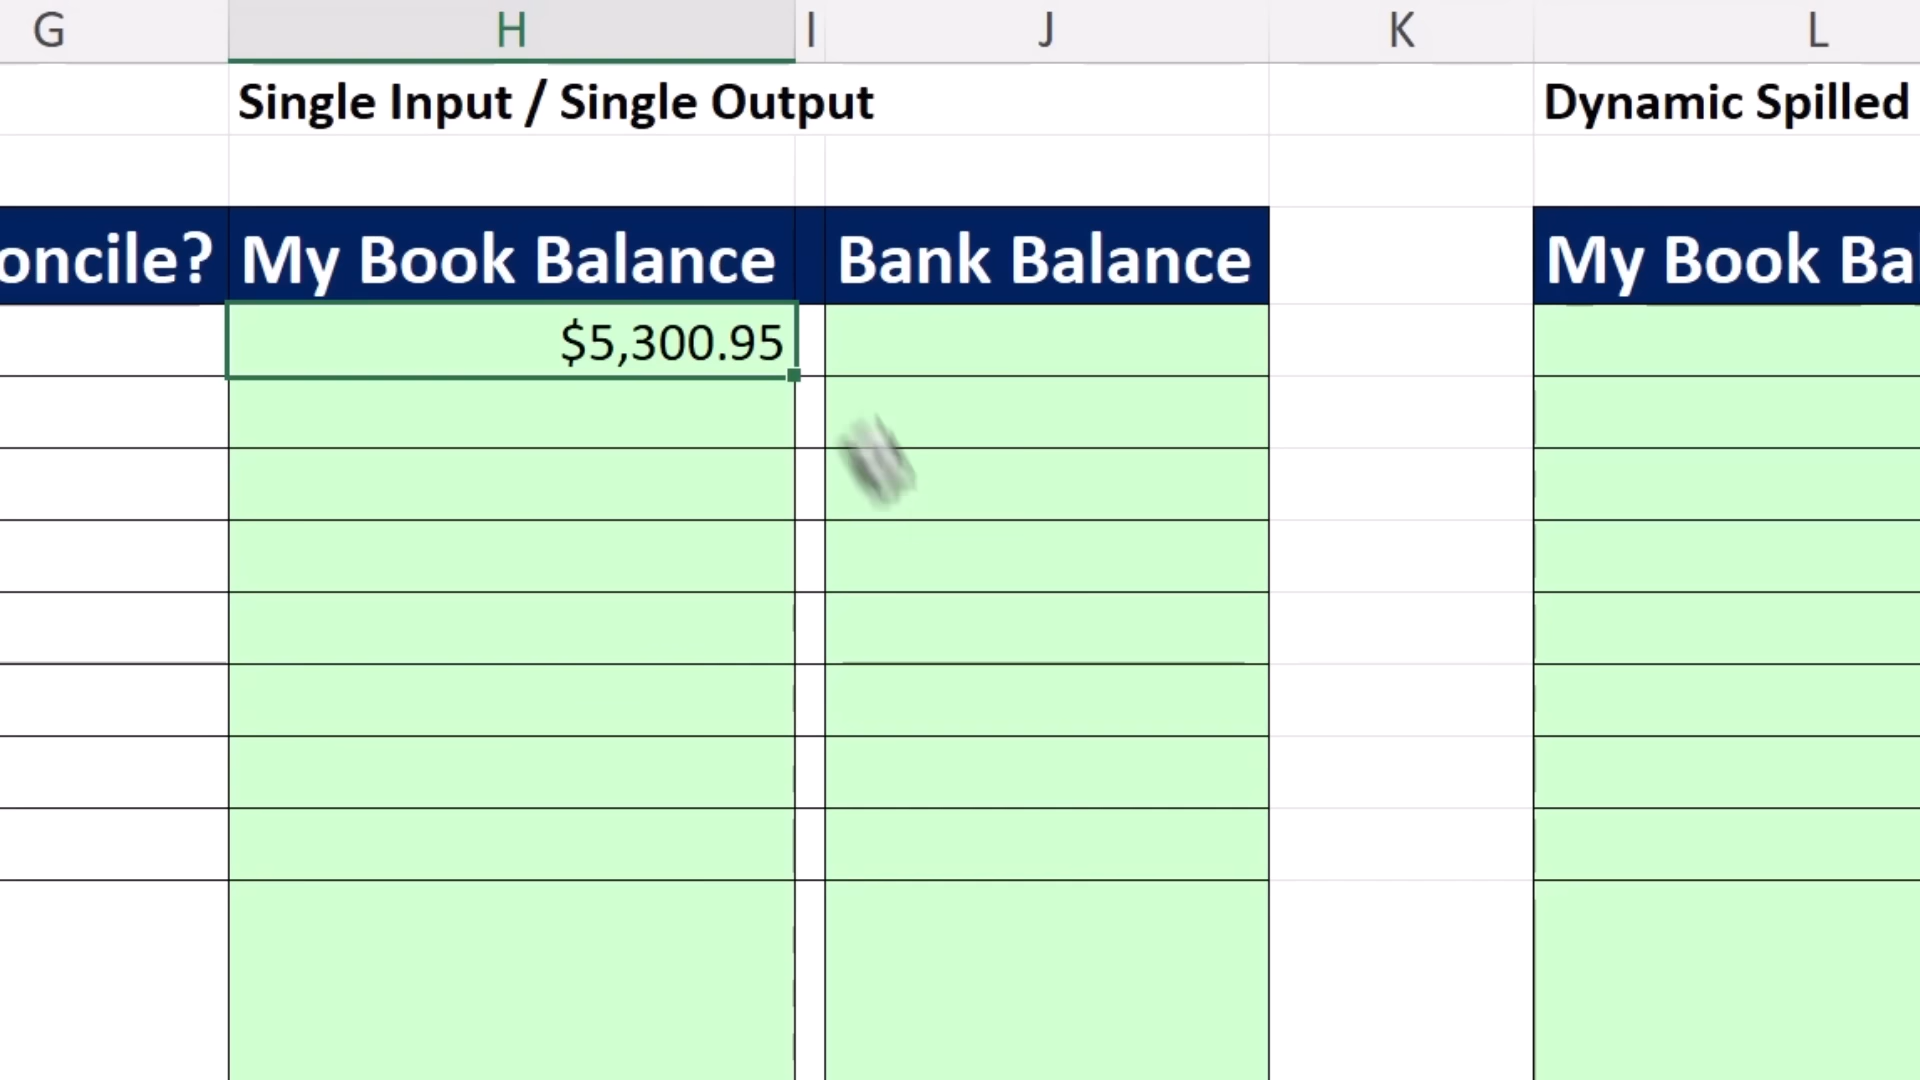 G H I J K L
Single Input / Single Output Dynamic Spilled
oncile? My Book Balance Bank Balance My Book Ba
$5,300.95